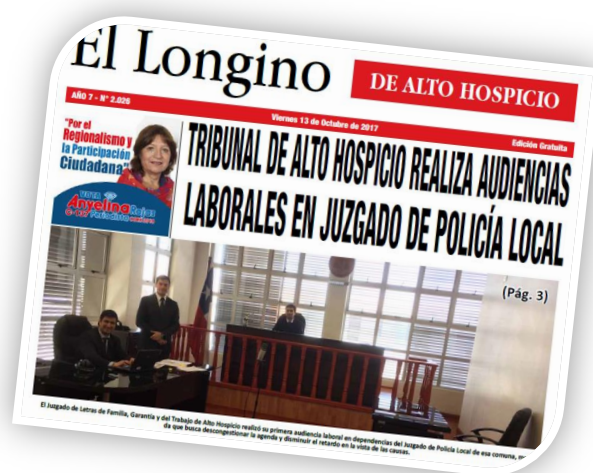 El Longino DE ALTO HOSPICIO
AÑO 7 - Nº 2.026
Viernes 13 de Octubre de 2017
Edición Gratuita
"Por el
Regionalismo y
la Participación
Ciudadana"
VOTA
Anyelina Rojas
Periodista
TRIBUNAL DE ALTO HOSPICIO REALIZA AUDIENCIAS
LABORALES EN JUZGADO DE POLICÍA LOCAL
(Pág. 3)
El Juzgado de Letras de Familia, Garantía y del Trabajo de Alto Hospicio realizó su primera audiencia laboral en dependencias del Juzgado de Policía Local de esa comuna,
da que busca descongestionar la agenda y disminuir el retardo en la vista de las causas.